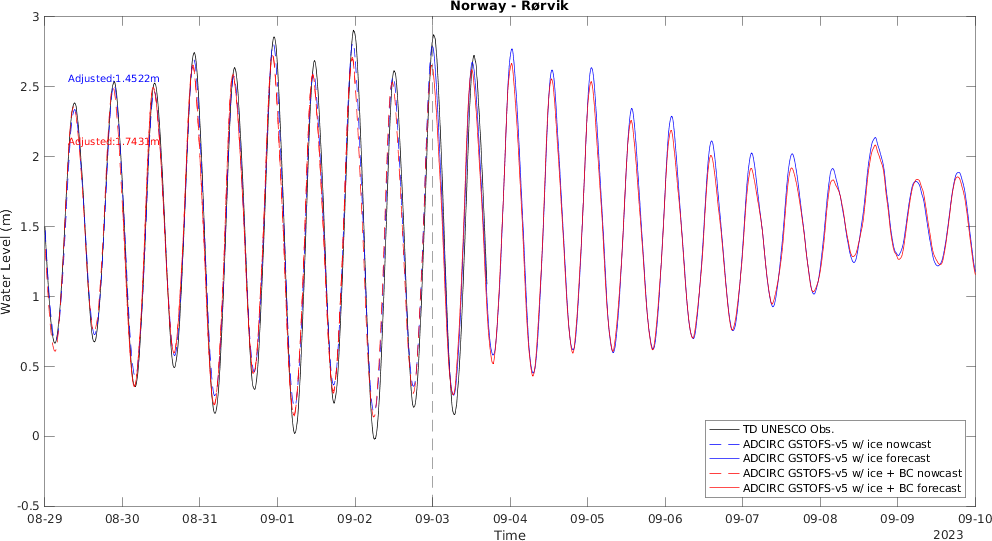 Norway - Rørvik
3
2.5
2
1.5
1
0.5
0
-0.5
Water Level (m)
Adjusted:1.4522m
Adjusted:1.7431m
TD UNESCO Obs.
ADCIRC GSTOFS-v5 w/ ice nowcast
ADCIRC GSTOFS-v5 w/ ice forecast
ADCIRC GSTOFS-v5 w/ ice + BC nowcast
ADCIRC GSTOFS-v5 w/ ice + BC forecast
08-29 08-30 08-31 09-01 09-02 09-03 09-04 09-05 09-06 09-07 09-08 09-09 09-10
Time
2023